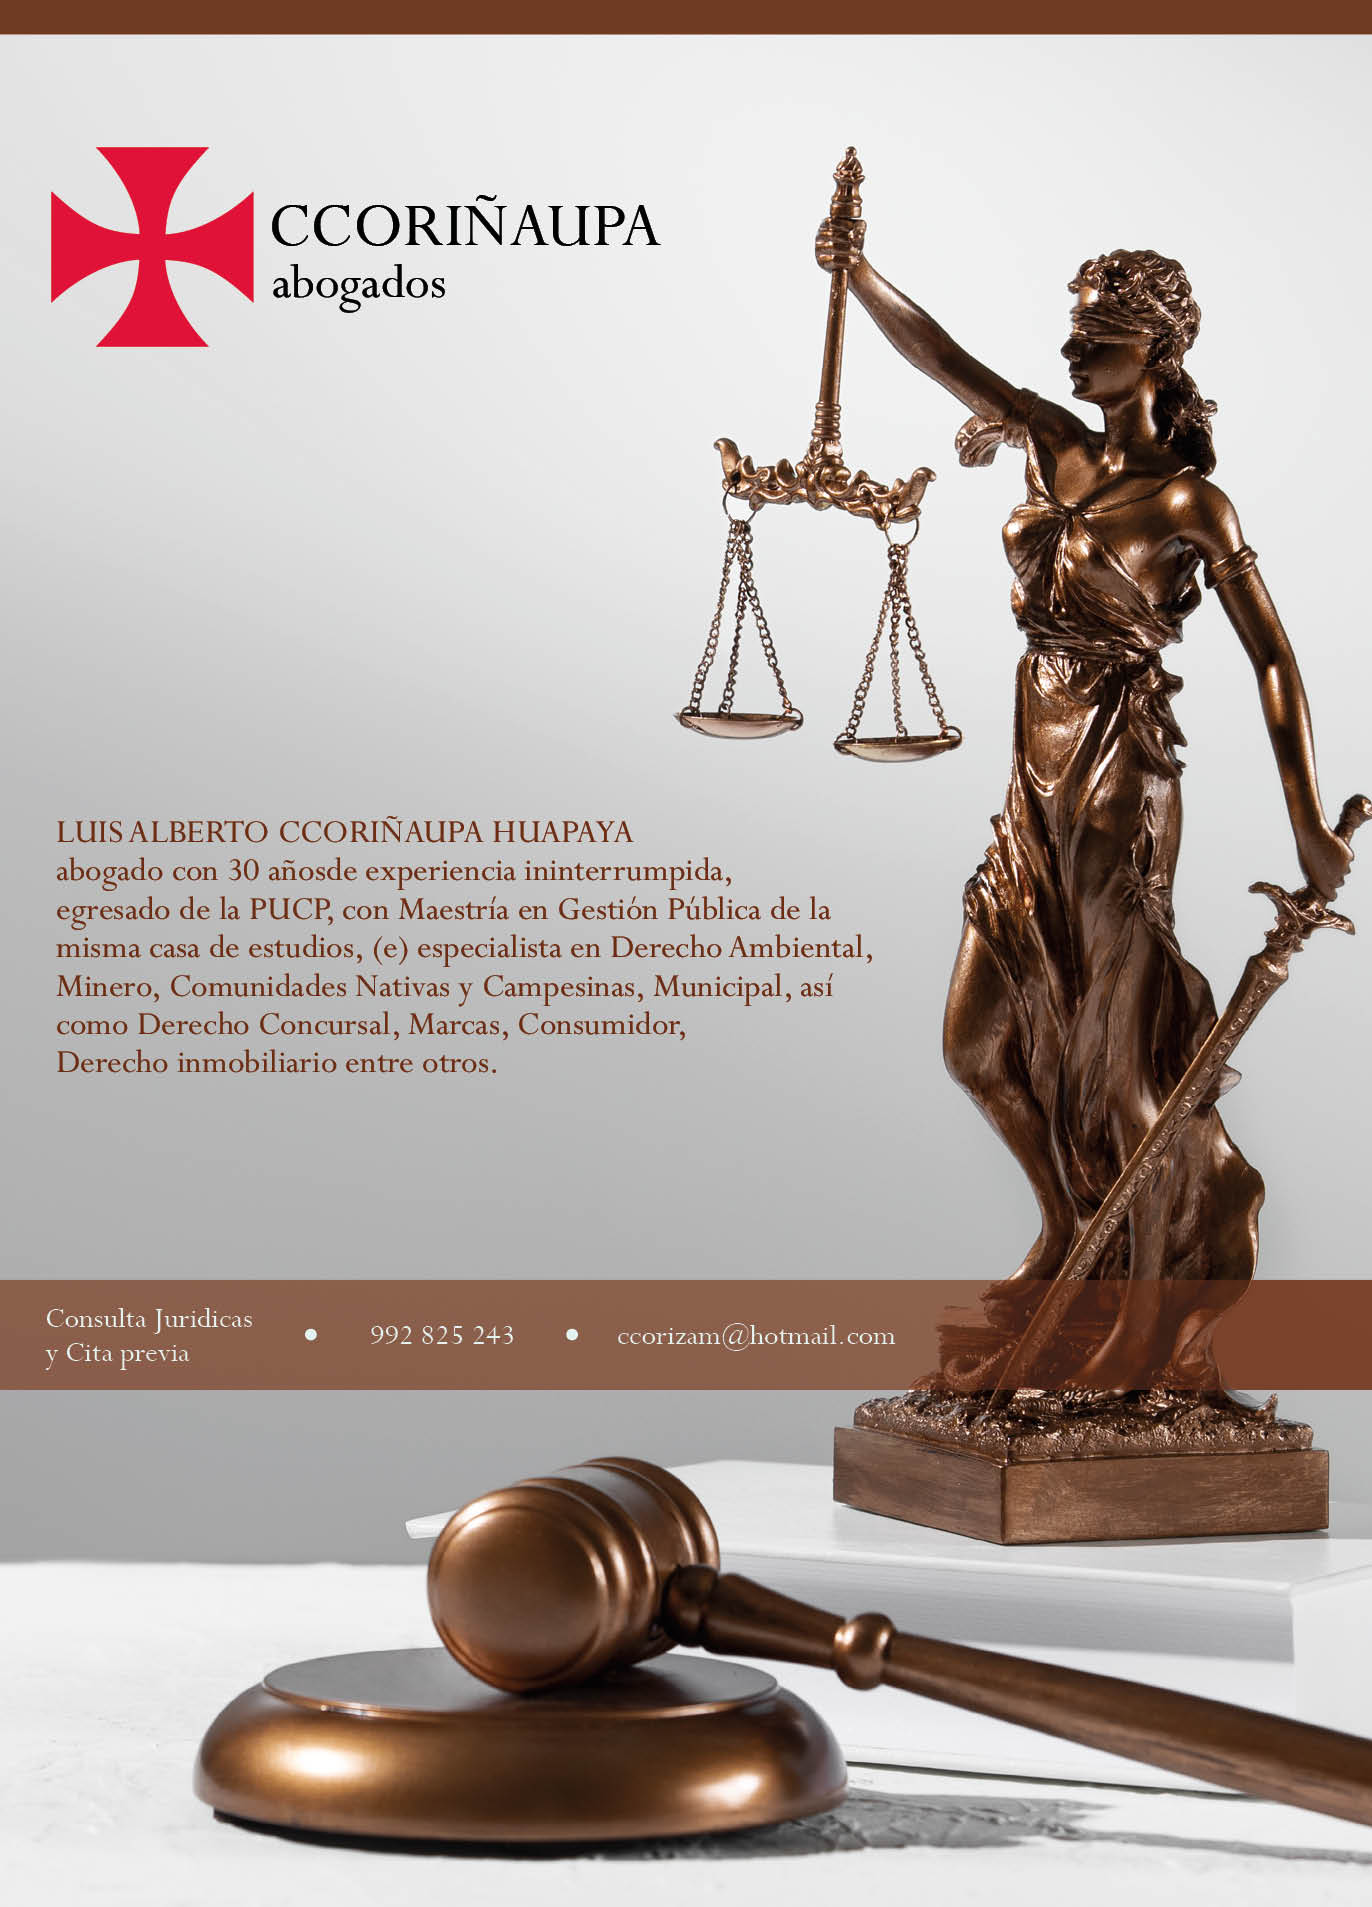 CCORIÑAUPA
abogados
LUIS ALBERTO CCORIÑAUPA HUAPAYA
abogado con 30 añosde experiencia ininterrumpida,
egresado de la PUCP, con Maestría en Gestión Pública de la
misma casa de estudios, (e) especialista en Derecho Ambiental,
Minero, Comunidades Nativas y Campesinas, Municipal, así
como Derecho Concursal, Marcas, Consumidor,
Derecho inmobiliario entre otros.
Consulta Juridicas
y Cita previa
• 992 825 243 • ccorizam@hotmail.com